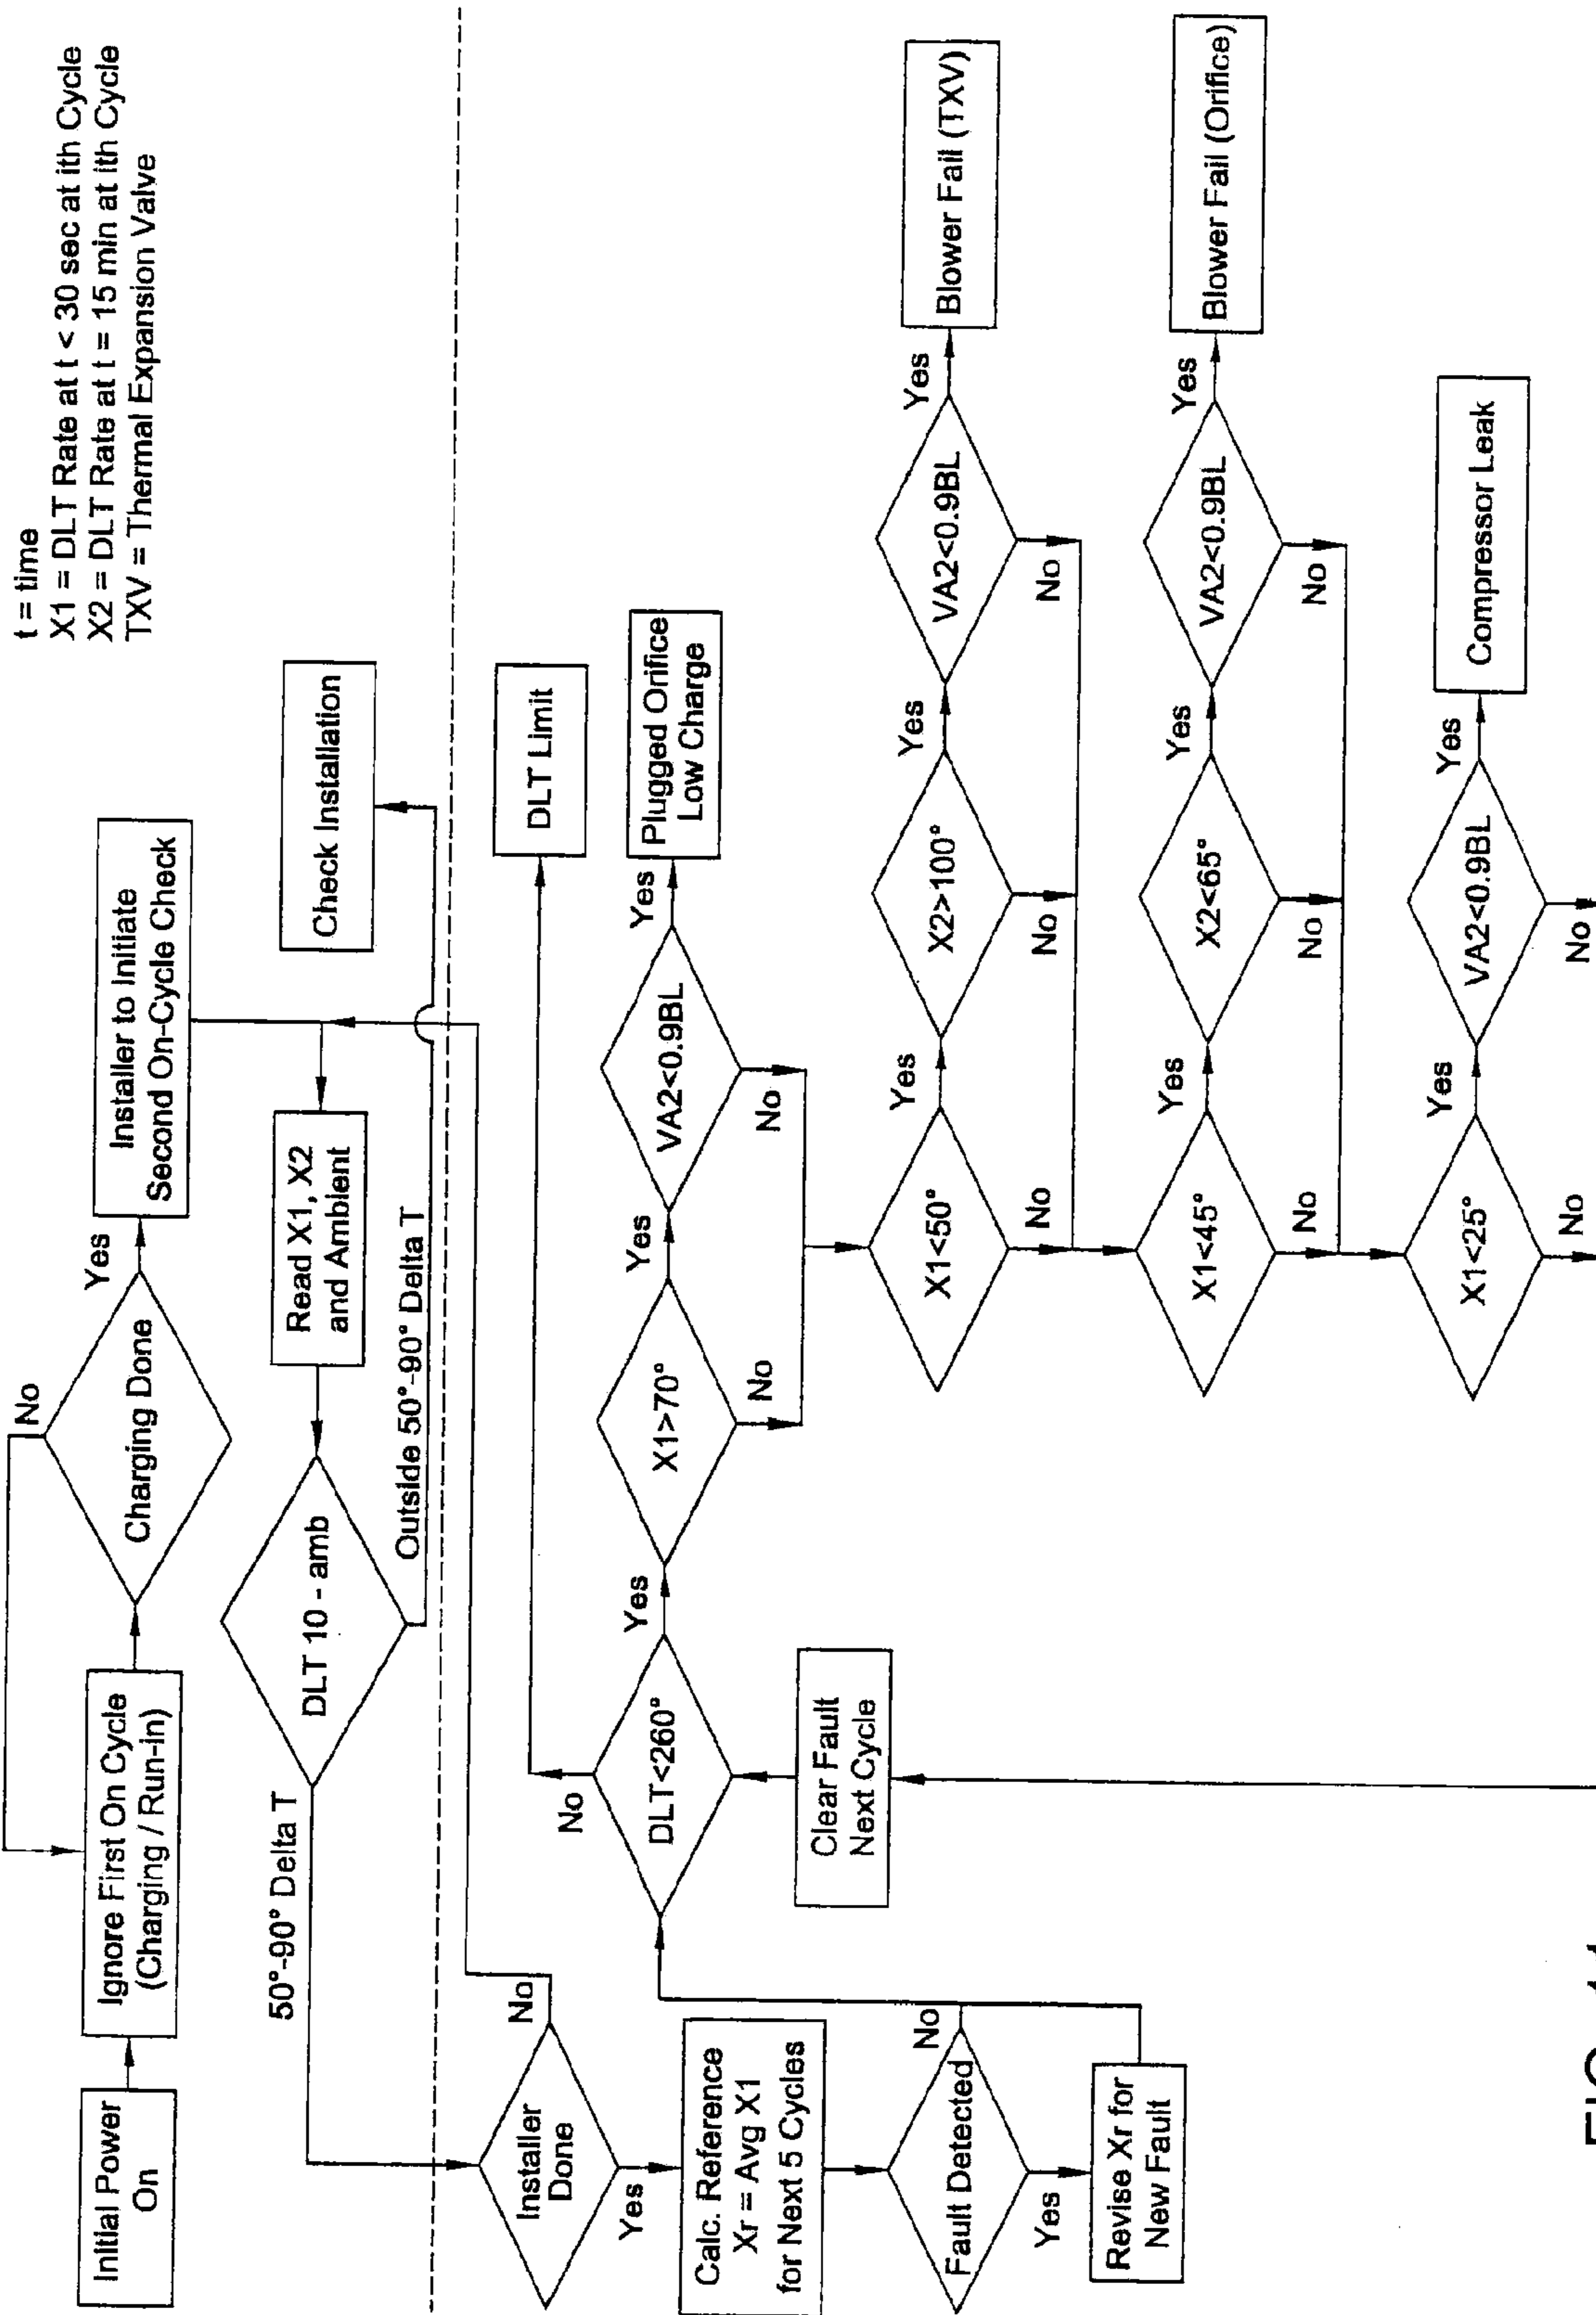 t = time
X1 = DLT Rate at t < 30 sec at ith Cycle
X2 = DLT Rate at t = 15 min at ith Cycle
TXV = Thermal Expansion Valve
Initial Power
On
Ignore First On Cycle
(Charging / Run-in)
No
Charging Done
Yes
Installer to Initiate
Second On-Cycle Check
Read X1, X2
and Ambient
DLT 10 - amb
50°-90° Delta T
Outside 50°-90° Delta T
Check Installation
Installer
Done
No
Yes
Calc. Reference
Xr = Avg X1
for Next 5 Cycles
Fault Detected
No
Yes
Revise Xr for
New Fault
DLT<260°
No
Yes
DLT Limit
Clear Fault
Next Cycle
X1>70°
Yes
No
VA2<0.9BL
Yes
No
Plugged Orifice
Low Charge
X1<50°
Yes
No
X2>100°
Yes
No
VA2<0.9BL
Yes
No
Blower Fail (TXV)
X1<45°
Yes
No
X2<65°
Yes
No
VA2<0.9BL
Yes
No
Blower Fail (Orifice)
X1<25°
Yes
No
VA2<0.9BL
Yes
No
Compressor Leak